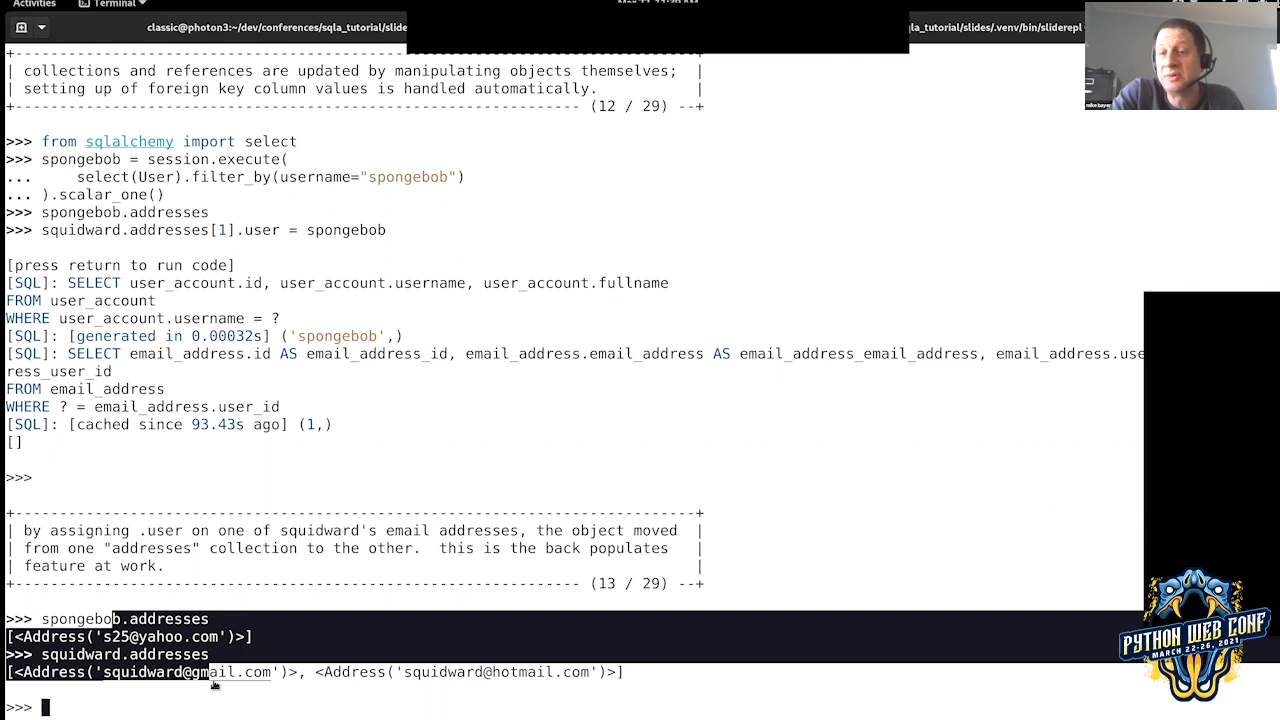 Activities
Terminal
Mar 22, 11:39 AM
classic@photon3:~/dev/conferences/sqla_tutorial/slide
la_tutorial/slides/.venv/bin/sliderepl
mike bayer
+---------------------------------------------------------------------------+
| collections and references are updated by manipulating objects themselves; |
| setting up of foreign key column values is handled automatically. |
+--------------------------------------------------------------- (12 / 29) --+
>>> from sqlalchemy import select
>>> spongebob = session.execute(
... select(User).filter_by(username="spongebob")
... ).scalar_one()
>>> spongebob.addresses
>>> squidward.addresses[1].user = spongebob
[press return to run code]
[SQL]: SELECT user_account.id, user_account.username, user_account.fullname
FROM user_account
WHERE user_account.username = ?
[SQL]: [generated in 0.00032s] ('spongebob',)
[SQL]: SELECT email_address.id AS email_address_id, email_address.email_address AS email_address_email_address, email_address.use
ress_user_id
FROM email_address
WHERE ? = email_address.user_id
[SQL]: [cached since 93.43s ago] (1,)
[]
>>>
+---------------------------------------------------------------------------+
| by assigning .user on one of squidward's email addresses, the object moved |
| from one "addresses" collection to the other. this is the back populates |
| feature at work. |
+--------------------------------------------------------------- (13 / 29) --+
>>> spongebob.addresses
[<Address('s25@yahoo.com')>]
>>> squidward.addresses
[<Address('squidward@gmail.com')>, <Address('squidward@hotmail.com')>]
>>>
PYTHON WEB CONF
MARCH 22-26, 2021